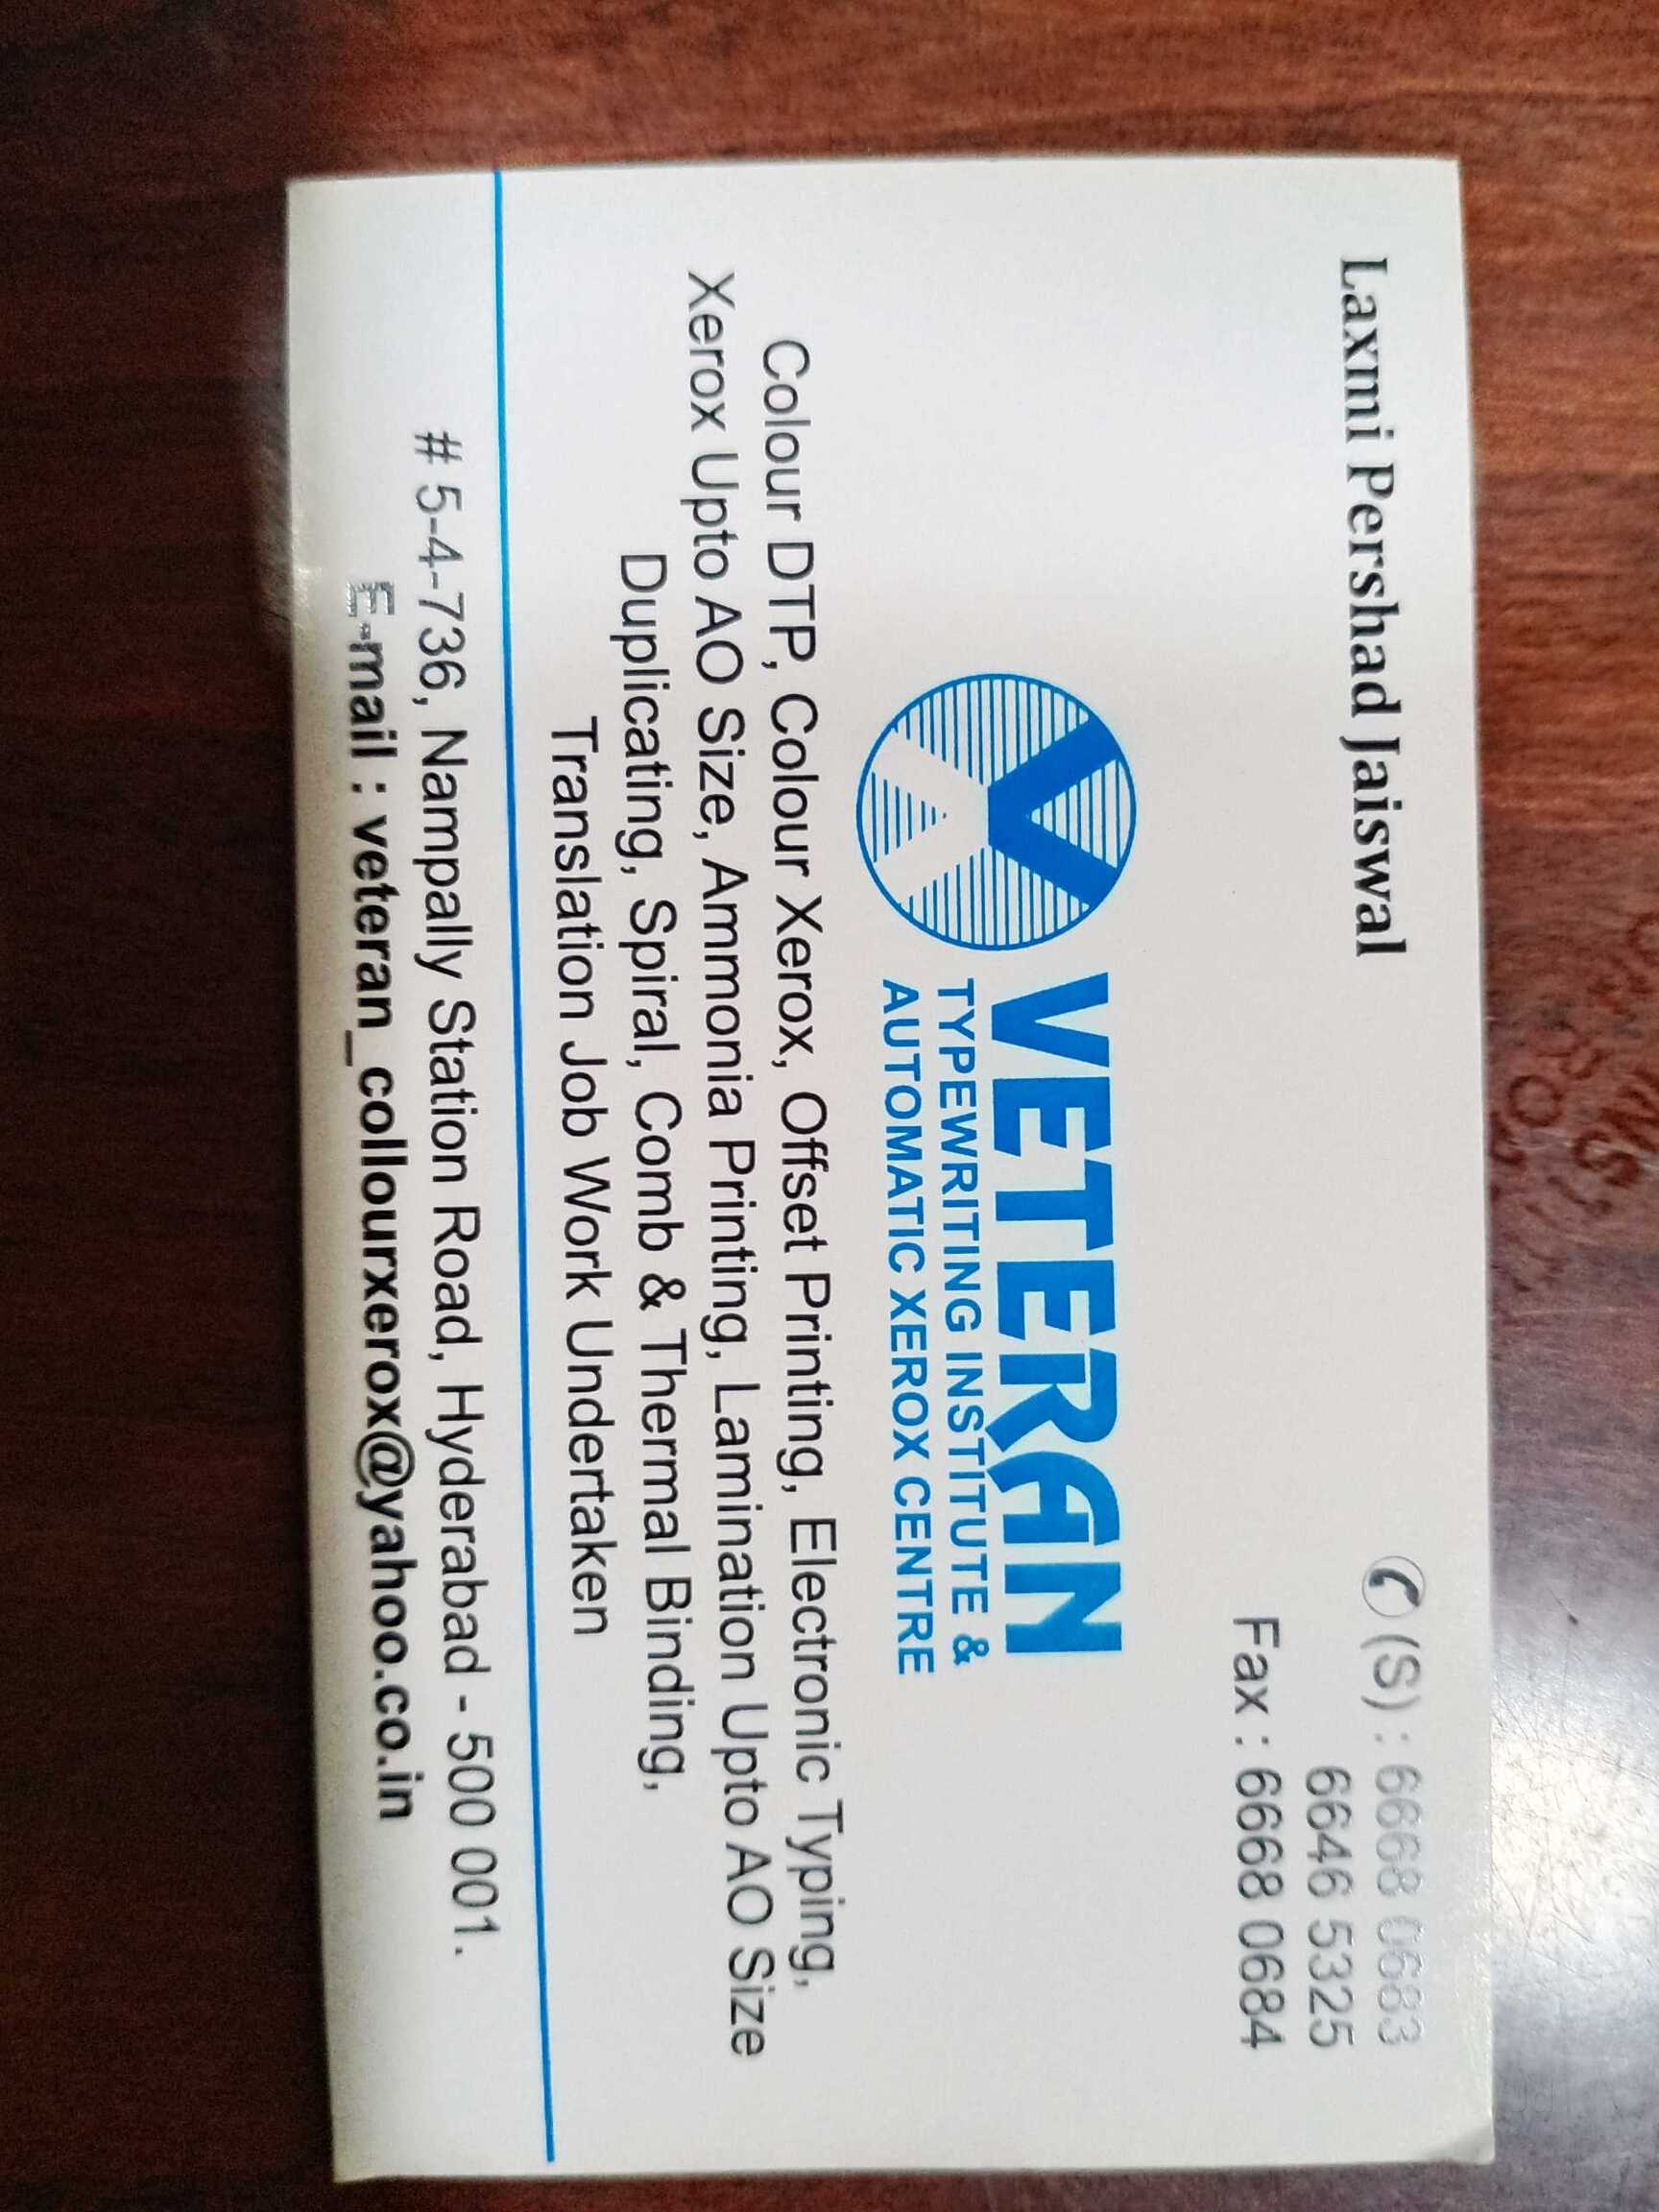 Laxmi Pershad Jaiswal
(S) : 6668 0683
6646 5325
Fax : 6668 0684
VETERAN
TYPEWRITING INSTITUTE &
AUTOMATIC XEROX CENTRE
Colour DTP, Colour Xerox, Offset Printing, Electronic Typing,
Xerox Upto AO Size, Ammonia Printing, Lamination Upto AO Size
Duplicating, Spiral, Comb & Thermal Binding,
Translation Job Work Undertaken
# 5-4-736, Nampally Station Road, Hyderabad - 500 001.
E-mail : veteran_collourxerox@yahoo.co.in